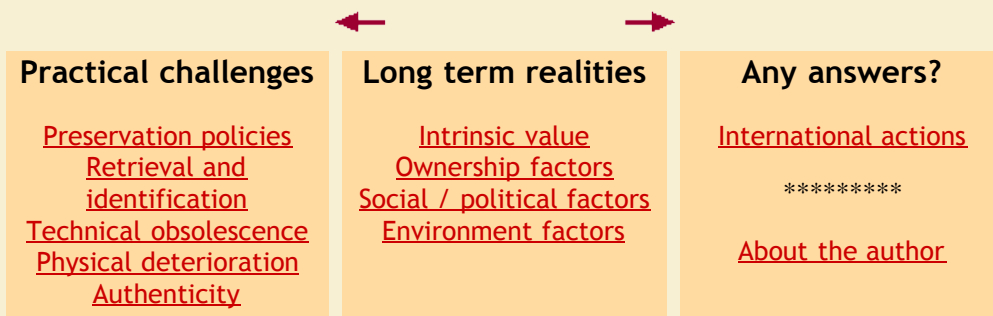 Practical challenges
Preservation policies
Retrieval and
identification
Technical obsolescence
Physical deterioration
Authenticity
Long term realities
Intrinsic value
Ownership factors
Social / political factors
Environment factors
Any answers?
International actions
*********
About the author